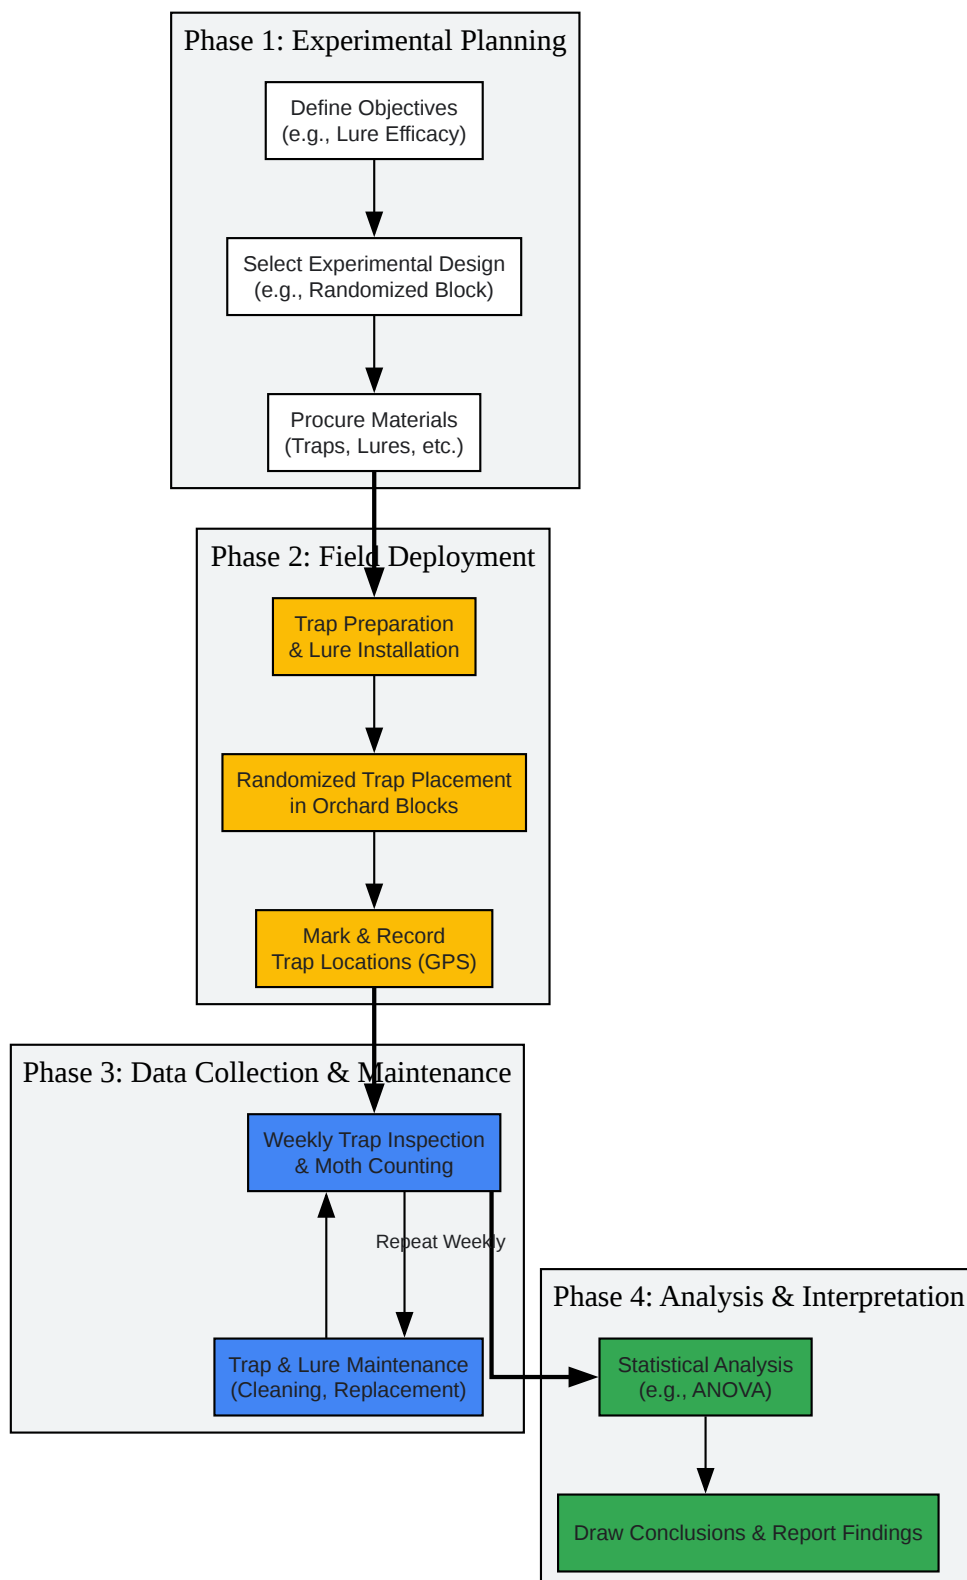 Phase 1: Experimental Planning
Define Objectives
(e.g., Lure Efficacy)
Select Experimental Design
(e.g., Randomized Block)
Procure Materials
(Traps, Lures, etc.)
Phase 2: Field Deployment
Trap Preparation
& Lure Installation
Randomized Trap Placement
in Orchard Blocks
Mark & Record
Trap Locations (GPS)
Phase 3: Data Collection & Maintenance
Weekly Trap Inspection
& Moth Counting
Repeat Weekly
Trap & Lure Maintenance
(Cleaning, Replacement)
Phase 4: Analysis & Interpretation
Statistical Analysis
(e.g., ANOVA)
Draw Conclusions & Report Findings